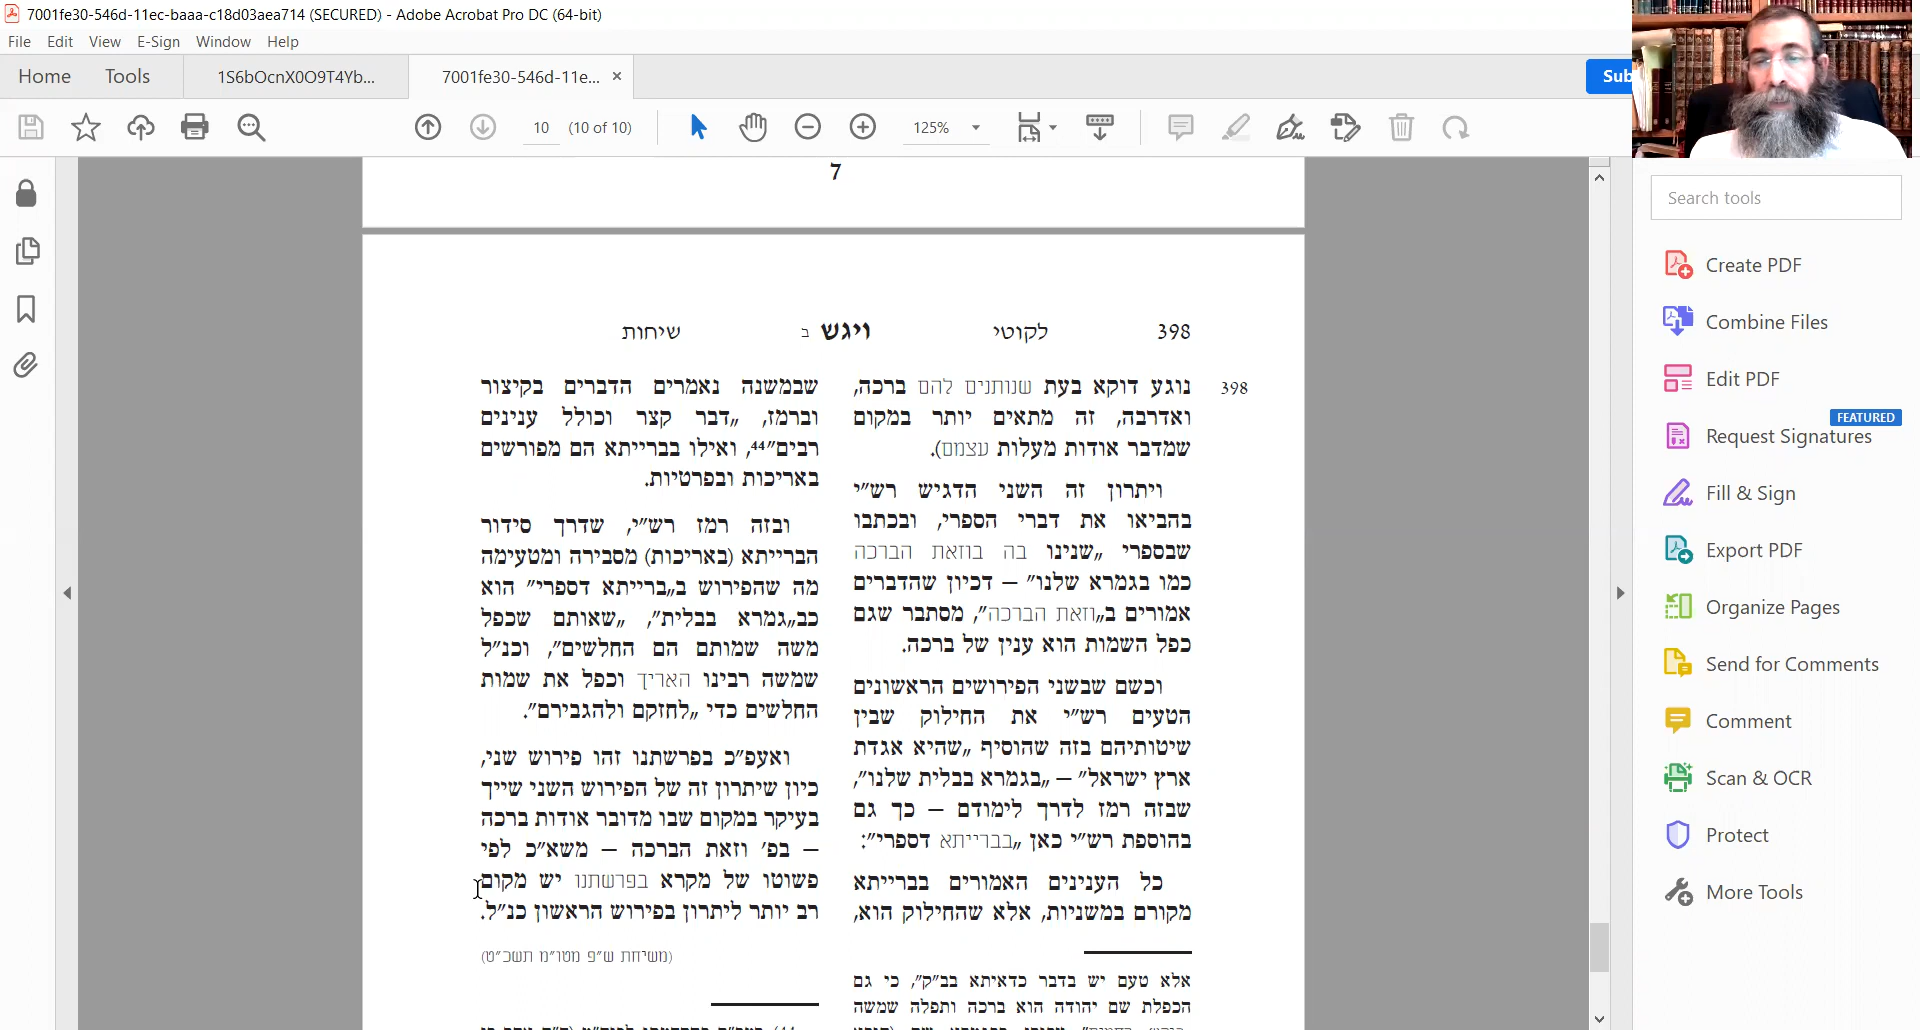 7001fe30-546d-11ec-baaa-c18d03aea714 (SECURED) - Adobe Acrobat Pro DC (64-bit)
File Edit View E-Sign Window Help
Home Tools 1S6bOcnX0O9T4Yb... 7001fe30-546d-11e... × Sub
10 (10 of 10) 125%
7
398 לקוטי ויגש ב שיחות
398
נוגע דוקא בעת שנותנים להם ברכה,
ואדרבה, זה מתאים יותר במקום
שמדבר אודות מעלות עצמם).
ויתרון זה השני הדגיש רש״י
בהביאו את דברי הספרי, ובכתבו
שבספרי „שנינו בה בוזאת הברכה
כמו בגמרא שלנו״ – דכיון שהדברים
אמורים ב„וזאת הברכה״, מסתבר שגם
כפל השמות הוא ענין של ברכה.
וכשם שבשני הפירושים הראשונים
הטעים רש״י את החילוק שבין
שיטותיהם בזה שהוסיף „שהיא אגדת
ארץ ישראל״ – „בגמרא בבלית שלנו״,
שבזה רמז לדרך לימודם – כך גם
בהוספת רש״י כאן „בברייתא דספרי״:
כל הענינים האמורים בברייתא
מקורם במשניות, אלא שהחילוק הוא,
אלא טעם יש בדבר כדאיתא בב״ק״, כי גם
הכפלת שם יהודה הוא ברכה ותפלה שמשה
שבמשנה נאמרים הדברים בקיצור
וברמז, „דבר קצר וכולל ענינים
רבים״44, ואילו בברייתא הם מפורשים
באריכות ובפרטיות.
ובזה רמז רש״י, שדרך סידור
הברייתא (באריכות) מסבירה ומטעימה
מה שהפירוש ב„ברייתא דספרי״ הוא
כב„גמרא בבלית״, „שאותם שכפל
משה שמותם הם החלשים״, וכנ״ל
שמשה רבינו האריך וכפל את שמות
החלשים כדי „לחזקם ולהגבירם״.
ואעפ״כ בפרשתנו זהו פירוש שני,
כיון שיתרון זה של הפירוש השני שייך
בעיקר במקום שבו מדובר אודות ברכה
– בפ׳ וזאת הברכה – משא״כ לפי
פשוטו של מקרא בפרשתנו יש מקום
רב יותר ליתרון בפירוש הראשון כנ״ל.
(משיחת ש״פ מטו״מ תשכ״ט)
Search tools
Create PDF
Combine Files
Edit PDF
FEATURED
Request Signatures
Fill & Sign
Export PDF
Organize Pages
Send for Comments
Comment
Scan & OCR
Protect
More Tools